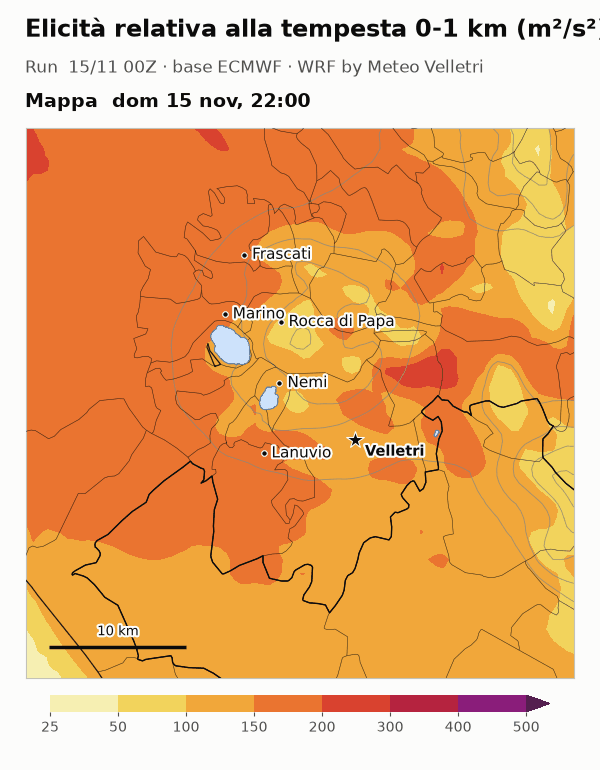 Elicità relativa alla tempesta 0-1 km (m²/s²)
Run  15/11 00Z · base ECMWF · WRF by Meteo Velletri
Mappa  dom 15 nov, 22:00
Frascati
Marino
Rocca di Papa
Nemi
Velletri
Lanuvio
10 km
25 50 100 150 200 300 400 500